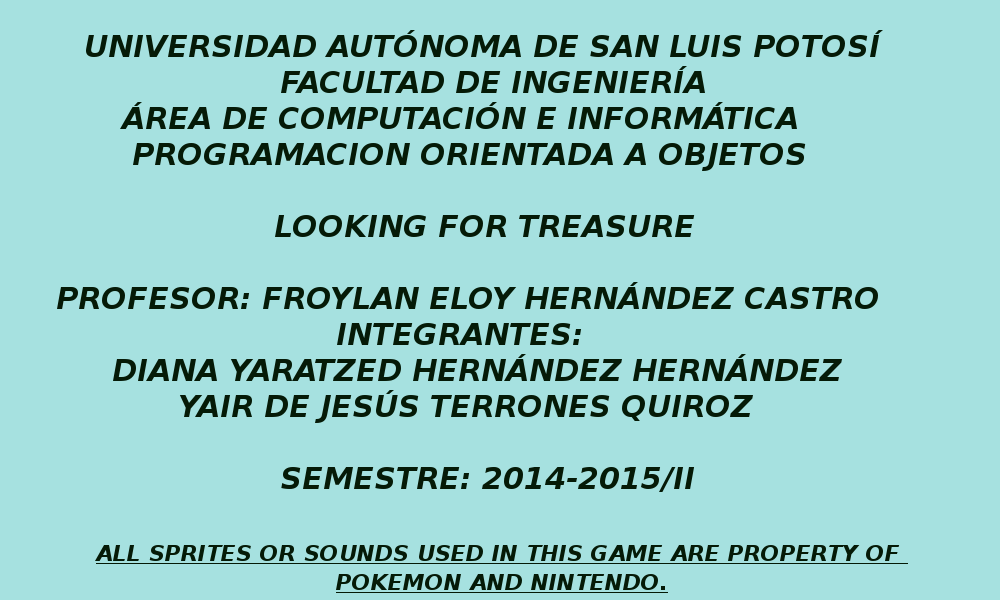 UNIVERSIDAD AUTÓNOMA DE SAN LUIS POTOSÍ
FACULTAD DE INGENIERÍA
ÁREA DE COMPUTACIÓN E INFORMÁTICA
PROGRAMACION ORIENTADA A OBJETOS
LOOKING FOR TREASURE
PROFESOR: FROYLAN ELOY HERNÁNDEZ CASTRO
INTEGRANTES:
DIANA YARATZED HERNÁNDEZ HERNÁNDEZ
YAIR DE JESÚS TERRONES QUIROZ
SEMESTRE: 2014-2015/II
ALL SPRITES OR SOUNDS USED IN THIS GAME ARE PROPERTY OF
POKEMON AND NINTENDO.